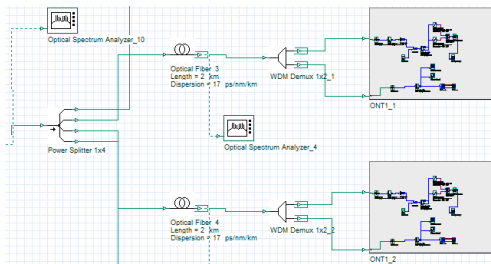 Optical Spectrum Analyzer_10
Optical Fiber 3
Length = 2 km
Dispersion = 17 ps/nm/km
WDM Demux 1x2_1
ONT1_1
Power Splitter 1x4
Optical Spectrum Analyzer_4
Optical Fiber 4
Length = 2 km
Dispersion = 17 ps/nm/km
WDM Demux 1x2_2
ONT1_2